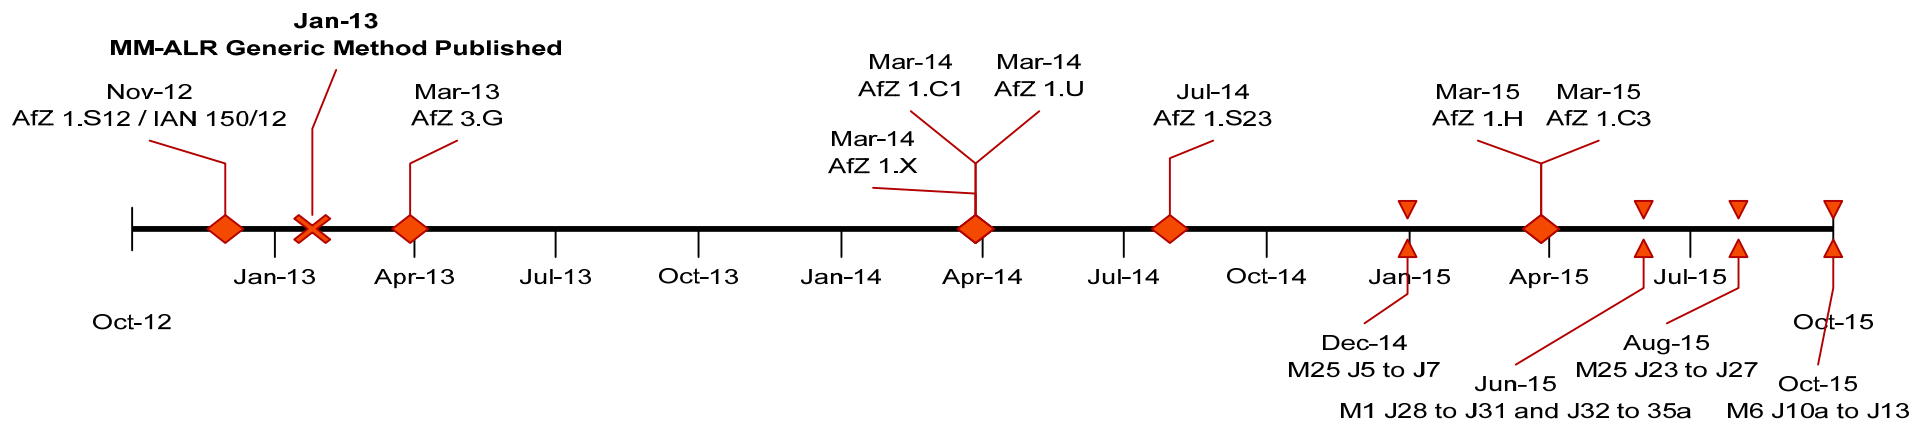 Jan-13
MM-ALR Generic Method Published
Nov-12
AfZ 1.S12 / IAN 150/12
Mar-13
AfZ 3.G
Mar-14
AfZ 1.C1
Mar-14
AfZ 1.U
Mar-14
AfZ 1.X
Jul-14
AfZ 1.S23
Mar-15
AfZ 1.H
Mar-15
AfZ 1.C3
Jan-13
Apr-13
Jul-13
Oct-13
Jan-14
Apr-14
Jul-14
Oct-14
Jan-15
Apr-15
Jul-15
Oct-12
Oct-15
Dec-14
M25 J5 to J7
Jun-15
M1 J28 to J31 and J32 to 35a
Aug-15
M25 J23 to J27
Oct-15
M6 J10a to J13